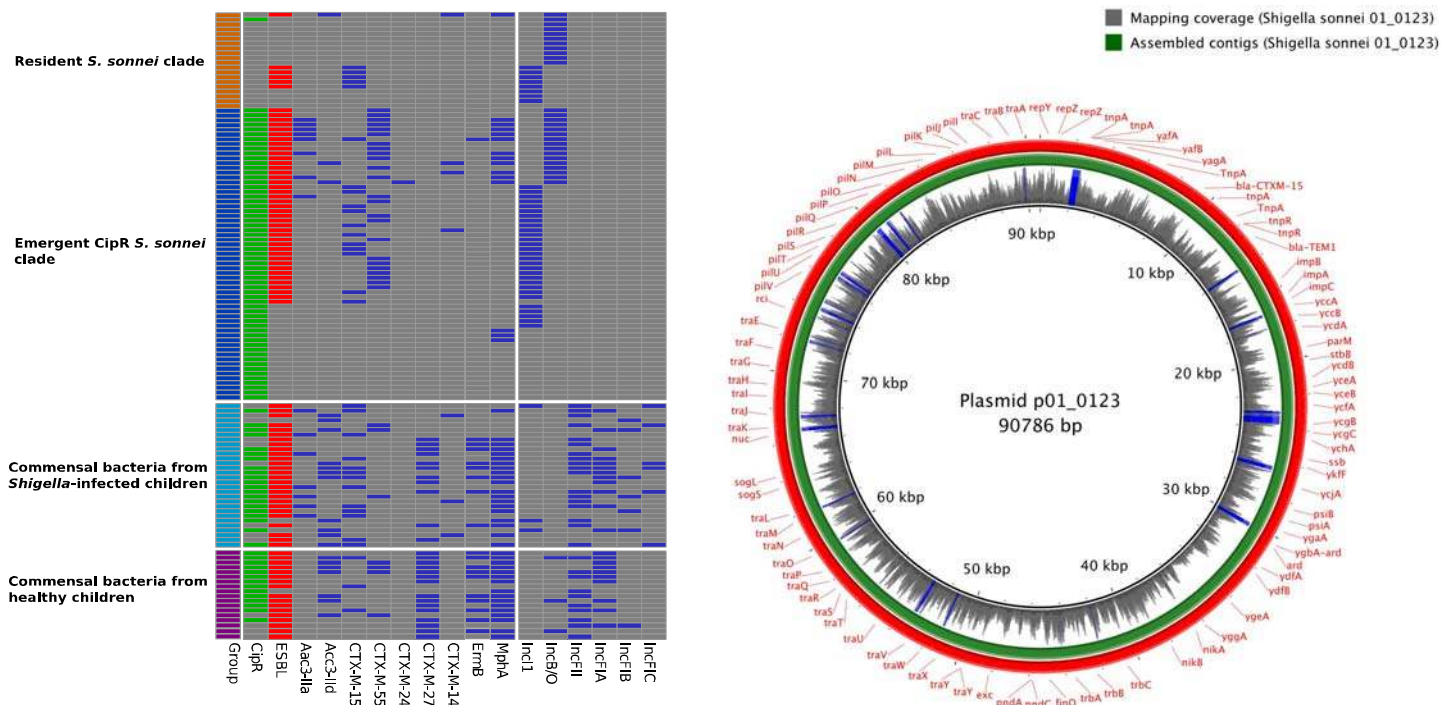 Resident S. sonnei clade
Emergent CipR S. sonnei
clade
Commensal bacteria from
Shigella-infected children
Commensal bacteria from
healthy children
Group
CipR
ESBL
Aac3-IIa
Acc3-IId
CTX-M-15
CTX-M-55
CTX-M-24
CTX-M-27
CTX-M-14
ErmB
MphA
IncI1
IncB/O
IncFII
IncFIA
IncFIB
IncFIC
Mapping coverage (Shigella sonnei 01_0123)
Assembled contigs (Shigella sonnei 01_0123)
Plasmid p01_0123
90786 bp
90 kbp
10 kbp
20 kbp
30 kbp
40 kbp
50 kbp
60 kbp
70 kbp
80 kbp
repY
repZ
repZ
tnpA
tnpA
yafA
yafB
yagA
TnpA
bla-CTXM-15
tnpA
TnpA
tnpR
tnpR
bla-TEM1
impB
impA
impC
yccA
yccB
ycdA
parM
stbB
ycdB
yceA
yceB
ycfA
ycgB
ycgC
ychA
ssb
ykfF
ycjA
psiB
psiA
ygaA
ygbA-ard
ard
ydfA
ydfB
ygeA
yggA
nikA
nikB
trbC
trbB
trbA
finO
pndC
pndA
exc
traY
traY
traX
traW
traV
traU
traT
traS
traR
traQ
traP
traO
traN
traM
traL
sogS
sogL
nuc
traK
traJ
traI
traH
traG
traF
traE
rci
pilV
pilU
pilT
pilS
pilR
pilQ
pilP
pilO
pilN
pilM
pilL
pilK
pilJ
pilI
traC
traB
traA